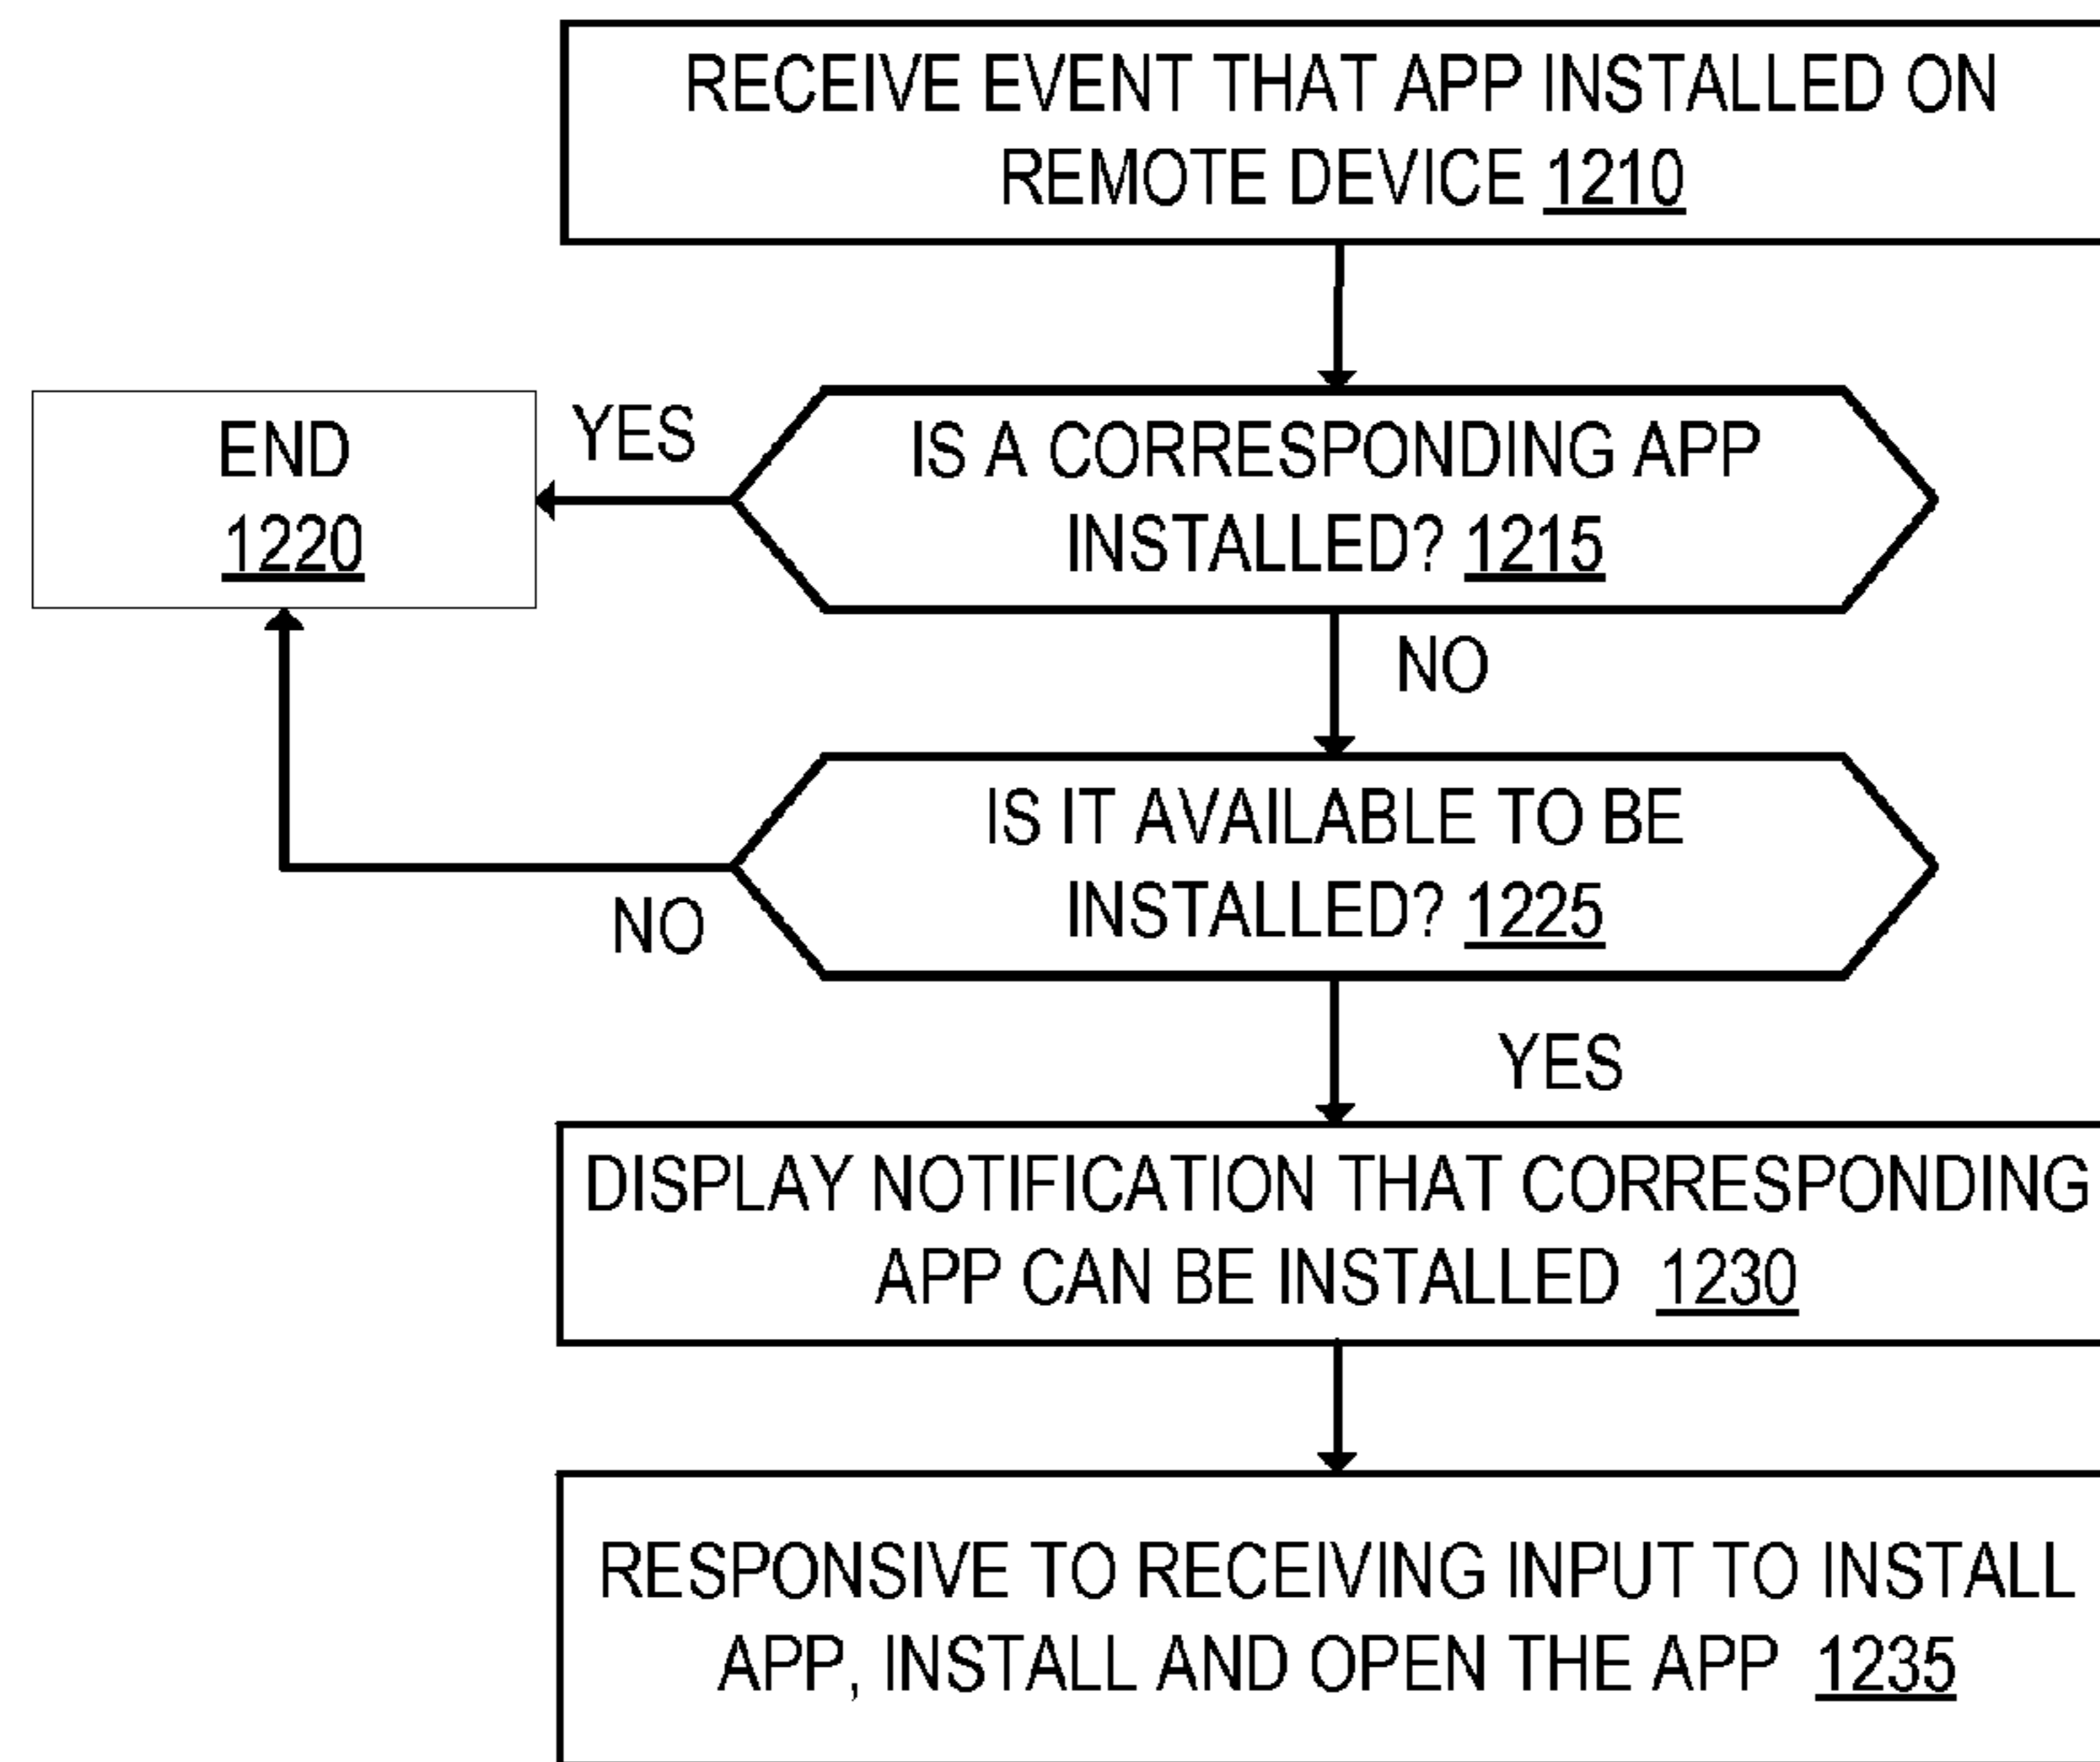 RECEIVE EVENT THAT APP INSTALLED ON
REMOTE DEVICE 1210
IS A CORRESPONDING APP
INSTALLED? 1215
YES
END
1220
NO
IS IT AVAILABLE TO BE
INSTALLED? 1225
NO
YES
DISPLAY NOTIFICATION THAT CORRESPONDING
APP CAN BE INSTALLED 1230
RESPONSIVE TO RECEIVING INPUT TO INSTALL
APP, INSTALL AND OPEN THE APP 1235